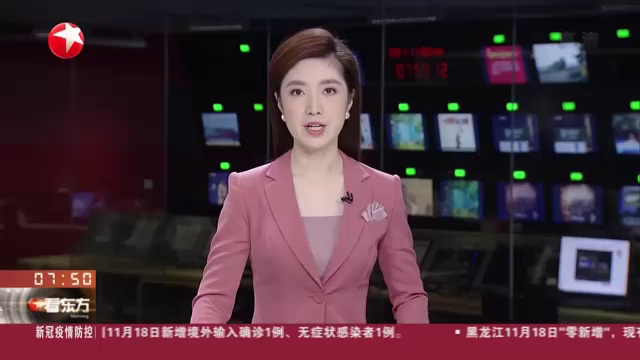 07:50
看东方
Morning
新冠疫情防控
11月18日新增境外输入确诊1例、无症状感染者1例。
▪ 黑龙江11月18日“零新增”，现有